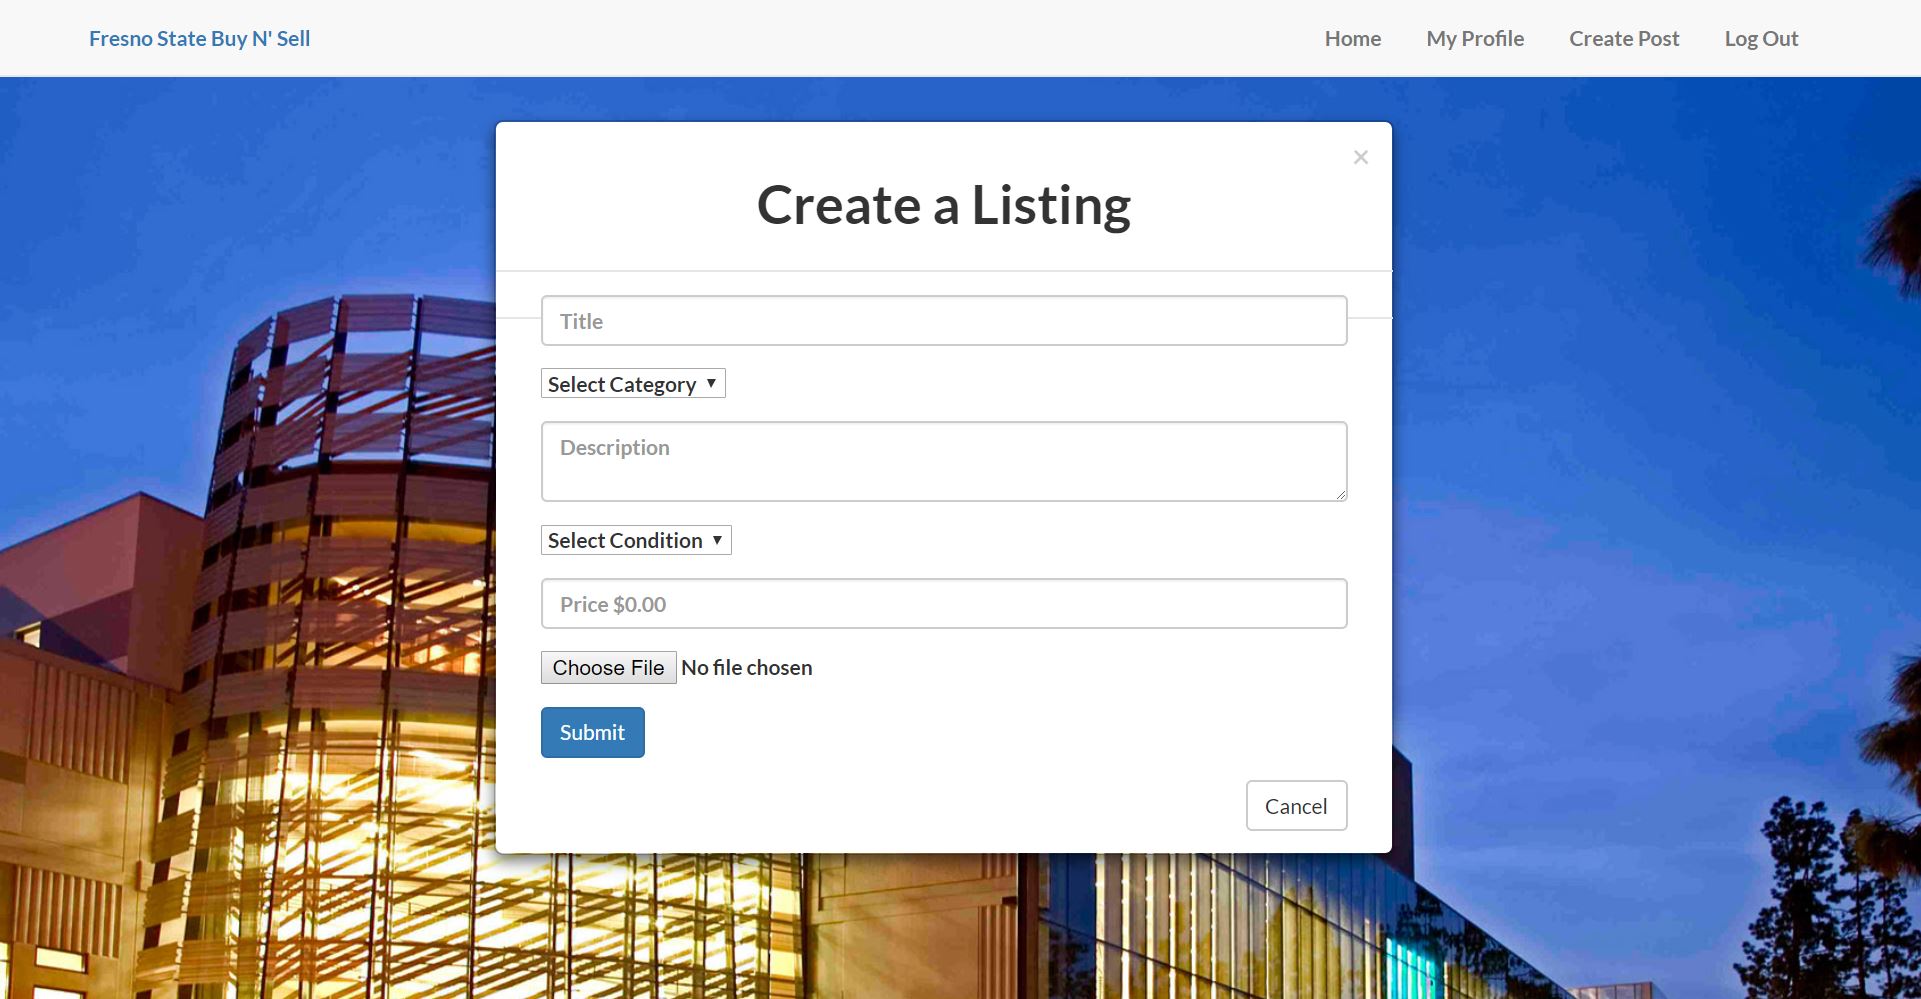 Fresno State Buy N' Sell
Home My Profile Create Post Log Out
×
Create a Listing
Title
Select Category ▼
Description
Select Condition ▼
Price $0.00
Choose File No file chosen
Submit
Cancel